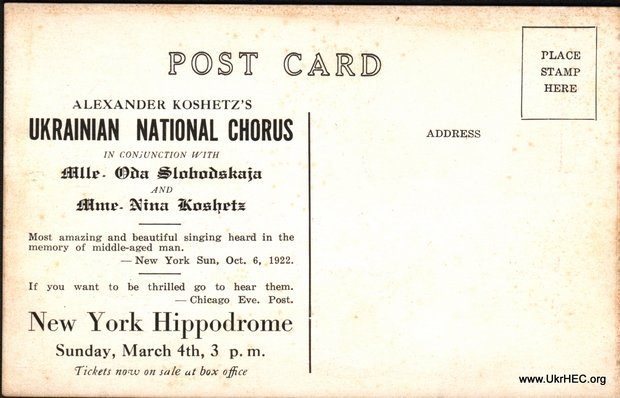 POST CARD
PLACE
STAMP
HERE
ALEXANDER KOSHETZ'S
UKRAINIAN NATIONAL CHORUS
IN CONJUNCTION WITH
Mlle. Oda Slobodskaja
AND
Mme. Nina Koshetz
Most amazing and beautiful singing heard in the
memory of middle-aged man.
— New York Sun, Oct. 6, 1922.
If you want to be thrilled go to hear them.
— Chicago Eve. Post.
New York Hippodrome
Sunday, March 4th, 3 p. m.
Tickets now on sale at box office
ADDRESS
www.UkrHEC.org